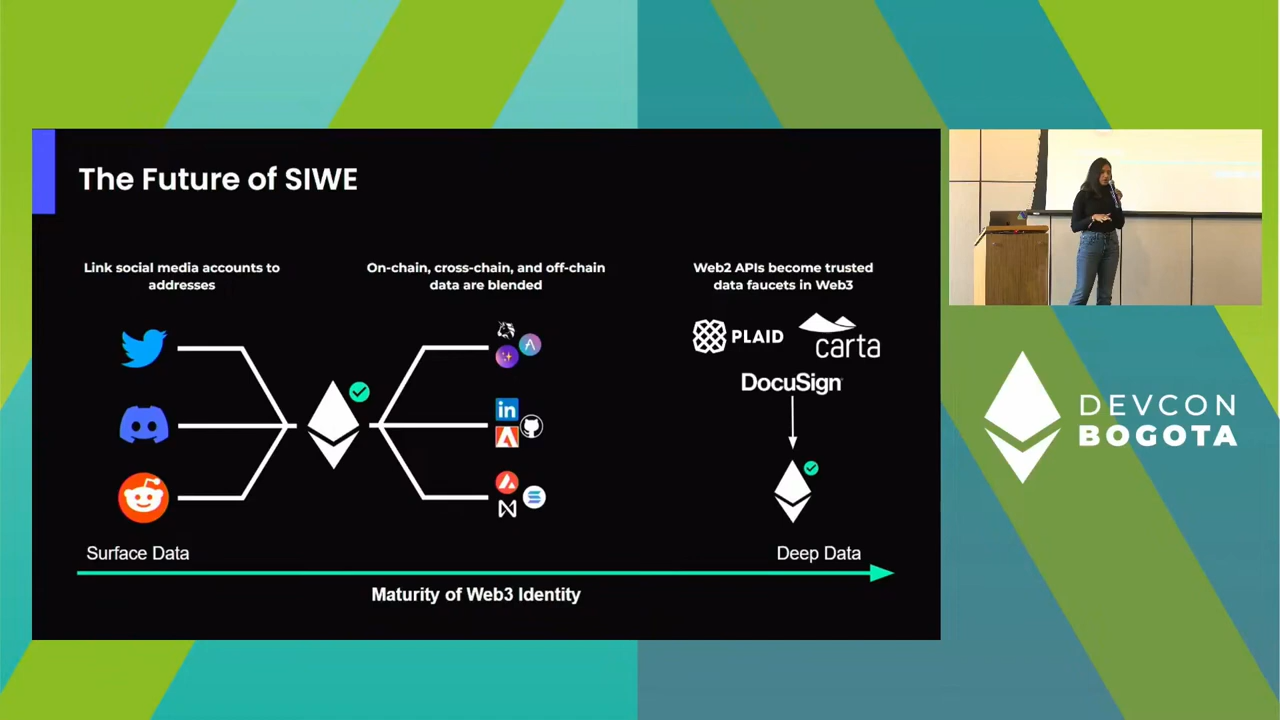 The Future of SIWE
Link social media accounts to
addresses
On-chain, cross-chain, and off-chain
data are blended
Web2 APIs become trusted
data faucets in Web3
PLAID
carta
DocuSign
in
Surface Data
Deep Data
Maturity of Web3 Identity
DEVCON
BOGOTA